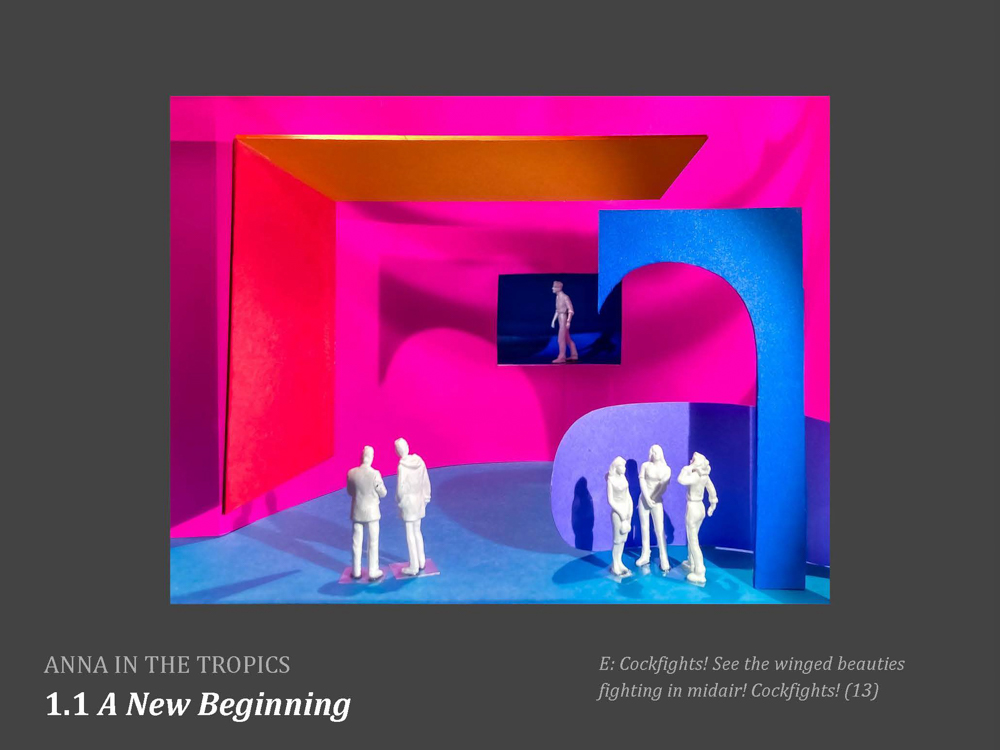 ANNA IN THE TROPICS
1.1 A New Beginning
E: Cockfights! See the winged beauties
fighting in midair! Cockfights! (13)